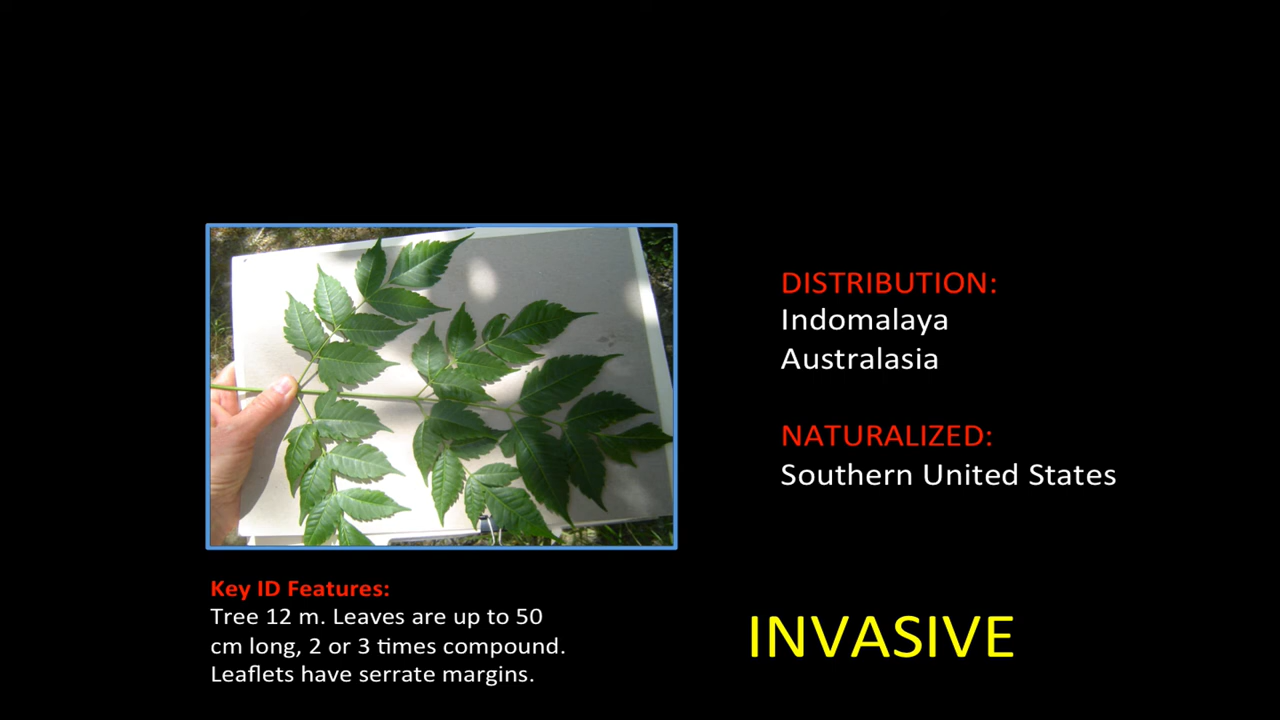 DISTRIBUTION:
Indomalaya
Australasia
NATURALIZED:
Southern United States
Key ID Features:
Tree 12 m. Leaves are up to 50
cm long, 2 or 3 times compound.
Leaflets have serrate margins.
INVASIVE